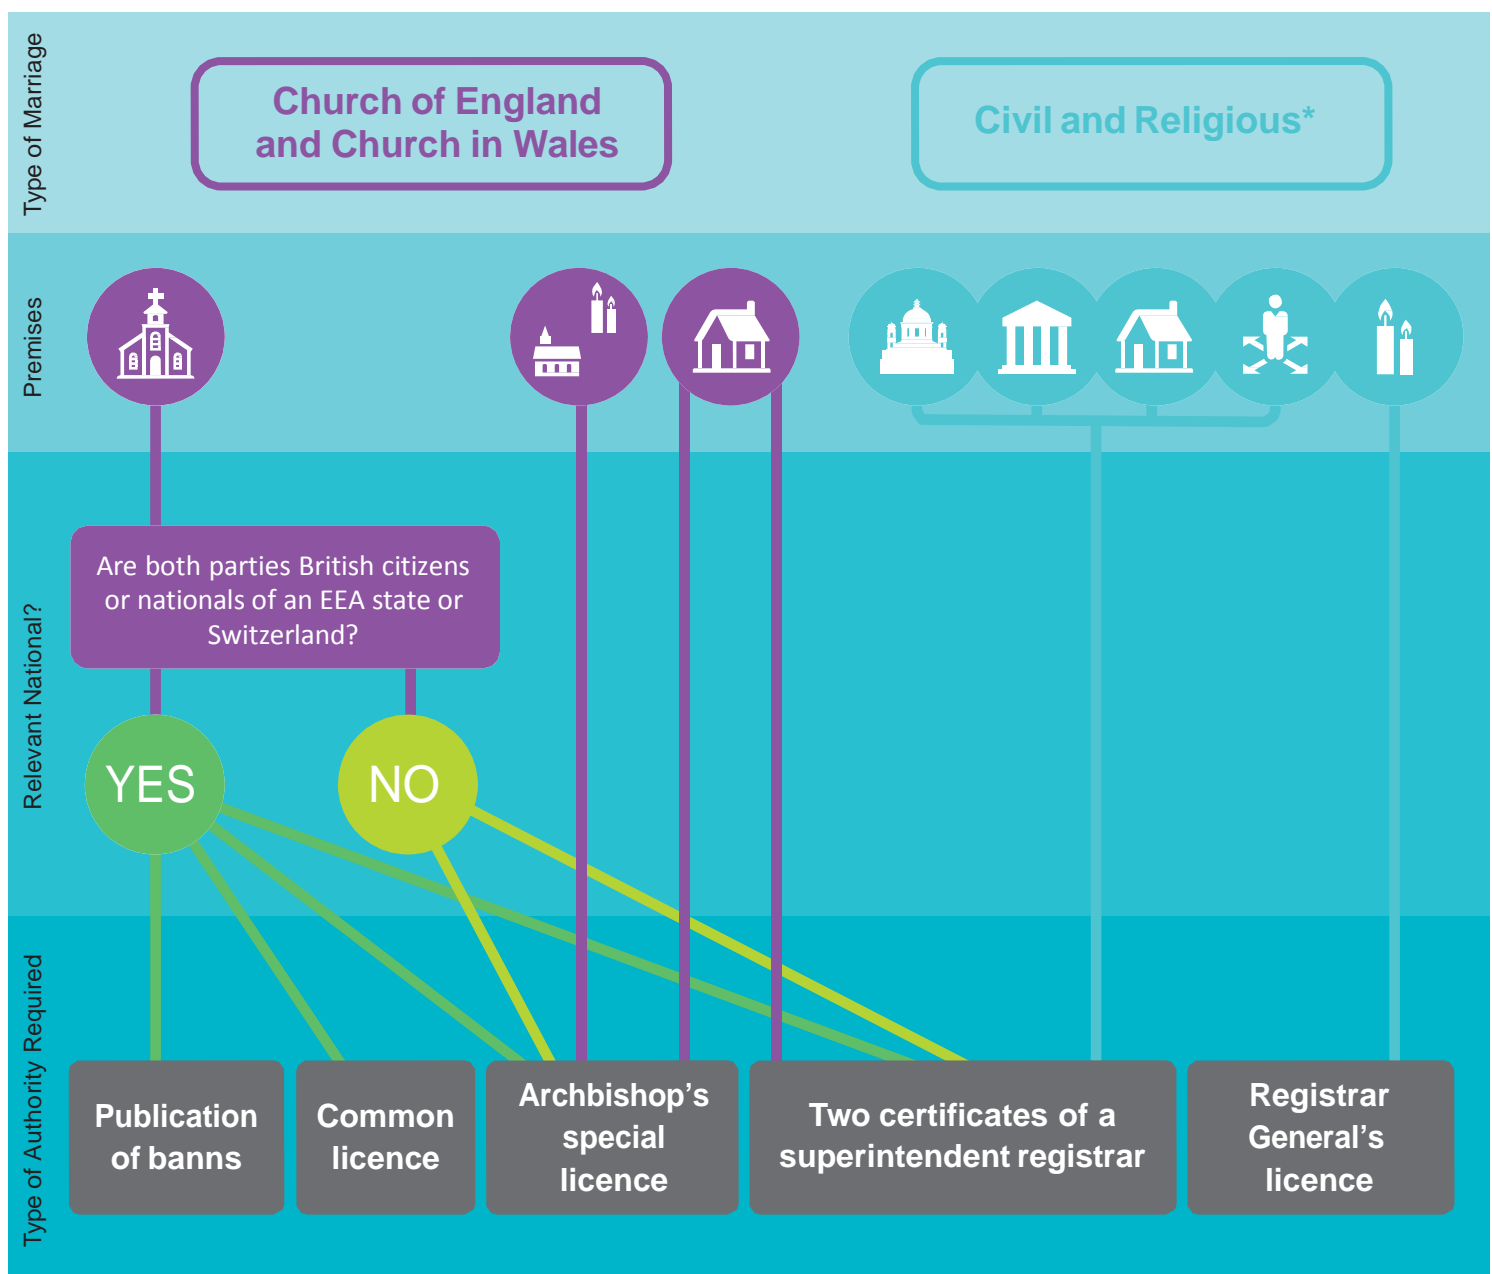 Type of Marriage
Church of England
and Church in Wales
Civil and Religious*
Premises
Relevant National?
Are both parties British citizens
or nationals of an EEA state or
Switzerland?
YES
NO
Type of Authority Required
Publication
of banns
Common
licence
Archbishop’s
special
licence
Two certificates of a
superintendent registrar
Registrar
General’s
licence